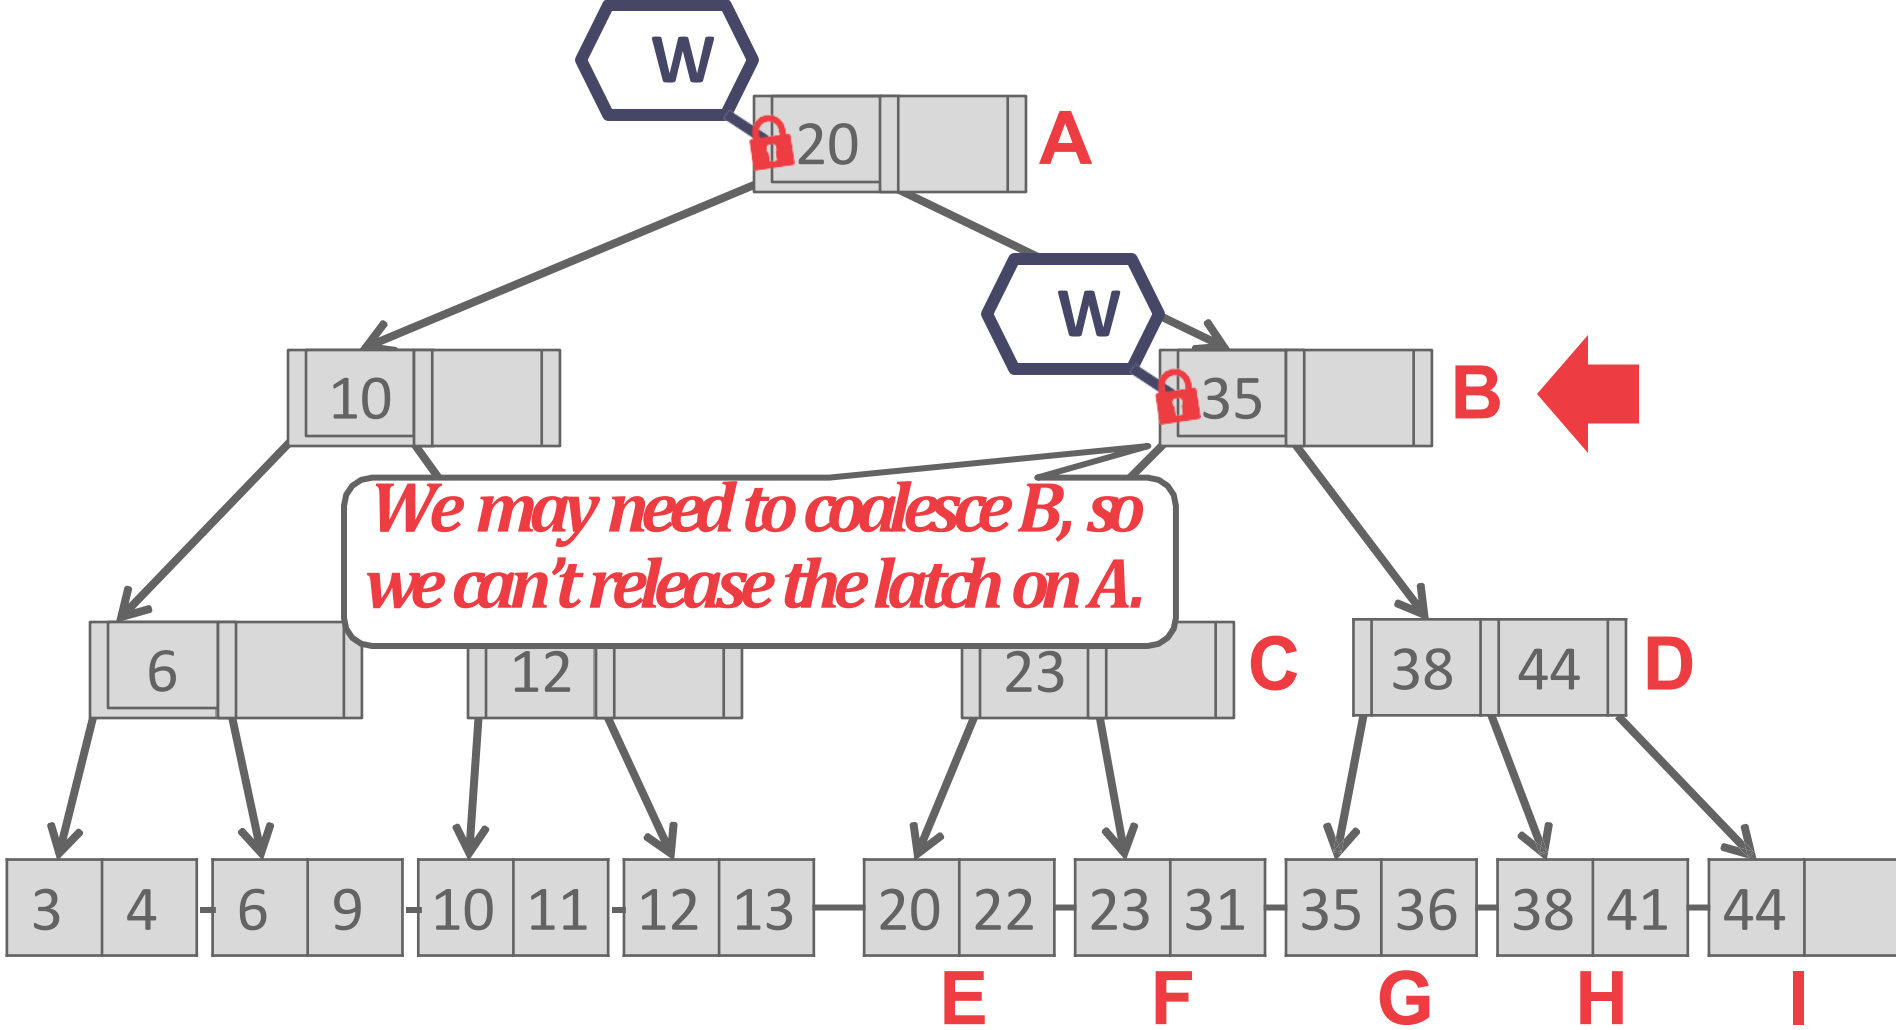 W
20
A
W
10
35
B
We may need to coalesce B, so
we can't release the latch on A.
6
12
23
C
38 44
D
3 4
6 9
10 11
12 13
20 22
23 31
35 36
38 41
44
E
F
G
H
I